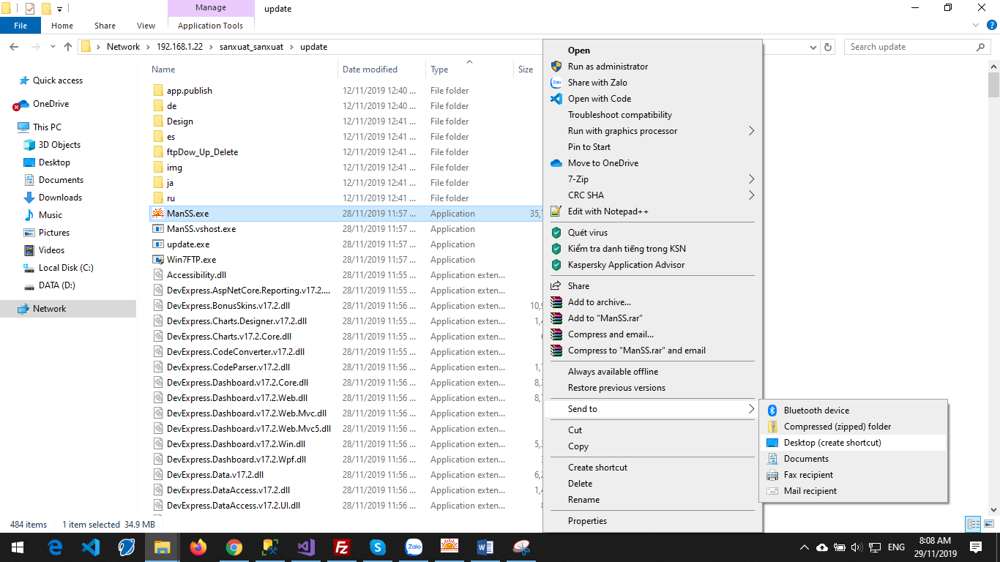 Manage
update
File
Home
Share
View
Application Tools
Network
192.168.1.22
sanxuat_sanxuat
update
Search update
Quick access
OneDrive
This PC
3D Objects
Desktop
Documents
Downloads
Music
Pictures
Videos
Local Disk (C:)
DATA (D:)
Network
Name Date modified Type Size
app.publish 12/11/2019 12:40 ... File folder
de 12/11/2019 12:40 ... File folder
Design 12/11/2019 12:41 ... File folder
es 12/11/2019 12:41 ... File folder
ftpDow_Up_Delete 12/11/2019 12:41 ... File folder
img 12/11/2019 12:41 ... File folder
ja 12/11/2019 12:41 ... File folder
ru 12/11/2019 12:41 ... File folder
ManSS.exe 28/11/2019 11:57 ... Application
ManSS.vshost.exe 28/11/2019 11:57 ... Application
update.exe 28/11/2019 11:57 ... Application
Win7FTP.exe 28/11/2019 11:57 ... Application
Accessibility.dll 28/11/2019 11:55 ... Application exten...
DevExpress.AspNetCore.Reporting.v17.2.... 28/11/2019 11:55 ... Application exten...
DevExpress.BonusSkins.v17.2.dll 28/11/2019 11:56 ... Application exten...
DevExpress.Charts.Designer.v17.2.dll 28/11/2019 11:55 ... Application exten...
DevExpress.Charts.v17.2.Core.dll 28/11/2019 11:55 ... Application exten...
DevExpress.CodeConverter.v17.2.dll 28/11/2019 11:55 ... Application exten...
DevExpress.CodeParser.v17.2.dll 28/11/2019 11:56 ... Application exten...
DevExpress.Dashboard.v17.2.Core.dll 28/11/2019 11:56 ... Application exten...
DevExpress.Dashboard.v17.2.Web.dll 28/11/2019 11:56 ... Application exten...
DevExpress.Dashboard.v17.2.Web.Mvc.dll 28/11/2019 11:56 ... Application exten...
DevExpress.Dashboard.v17.2.Web.Mvc5.dll 28/11/2019 11:56 ... Application exten...
DevExpress.Dashboard.v17.2.Win.dll 28/11/2019 11:56 ... Application exten...
DevExpress.Dashboard.v17.2.Wpf.dll 28/11/2019 11:56 ... Application exten...
DevExpress.Data.v17.2.dll 28/11/2019 11:56 ... Application exten...
DevExpress.DataAccess.v17.2.dll 28/11/2019 11:56 ... Application exten...
DevExpress.DataAccess.v17.2.UI.dll 28/11/2019 11:56 ... Application exten...
Open
Run as administrator
Share with Zalo
Open with Code
Troubleshoot compatibility
Run with graphics processor
Pin to Start
Move to OneDrive
7-Zip
CRC SHA
Edit with Notepad++
Quét virus
Kiểm tra danh tiếng trong KSN
Kaspersky Application Advisor
Share
Add to archive...
Add to "ManSS.rar"
Compress and email...
Compress to "ManSS.rar" and email
Always available offline
Restore previous versions
Send to
Cut
Copy
Create shortcut
Delete
Rename
Properties
Bluetooth device
Compressed (zipped) folder
Desktop (create shortcut)
Documents
Fax recipient
Mail recipient
484 items
1 item selected 34.9 MB
Zalo
ENG
8:08 AM
29/11/2019